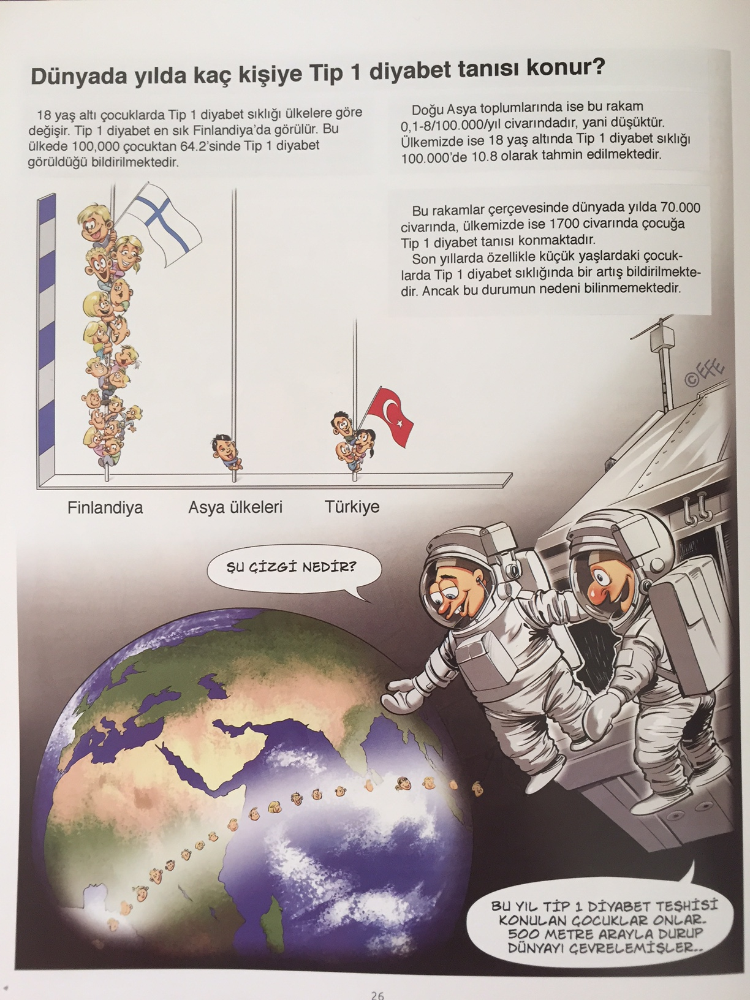 Dünyada yılda kaç kişiye Tip 1 diyabet tanısı konur?
18 yaş altı çocuklarda Tip 1 diyabet sıklığı ülkelere göre
değişir. Tip 1 diyabet en sık Finlandiya'da görülür. Bu
ülkede 100,000 çocuktan 64.2'sinde Tip 1 diyabet
görüldüğü bildirilmektedir.
Doğu Asya toplumlarında ise bu rakam
0,1-8/100.000/yıl civarındadır, yani düşüktür.
Ülkemizde ise 18 yaş altında Tip 1 diyabet sıklığı
100.000'de 10.8 olarak tahmin edilmektedir.
Bu rakamlar çerçevesinde dünyada yılda 70.000
civarında, ülkemizde ise 1700 civarında çocuğa
Tip 1 diyabet tanısı konmaktadır.
Son yıllarda özellikle küçük yaşlardaki çocuk-
larda Tip 1 diyabet sıklığında bir artış bildirilmekte-
dir. Ancak bu durumun nedeni bilinmemektedir.
©EFE
Finlandiya
Asya ülkeleri
Türkiye
ŞU ÇİZGİ NEDİR?
BU YIL TİP 1 DİYABET TEŞHİSİ
KONULAN ÇOCUKLAR ONLAR.
500 METRE ARAYLA DURUP
DÜNYAYI ÇEVRELEMİŞLER..
26